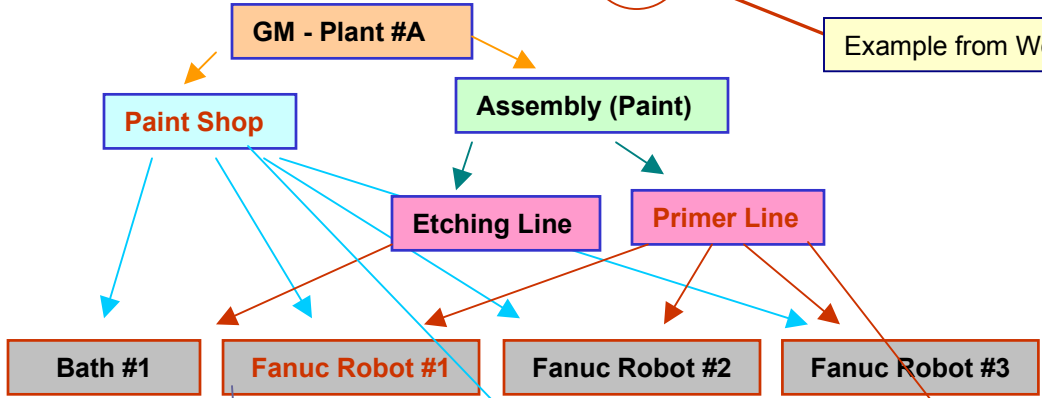 GM - Plant #A
Example from
Paint Shop
Assembly (Paint)
Etching Line
Primer Line
Bath #1
Fanuc Robot #1
Fanuc Robot #2
Fanuc Robot #3